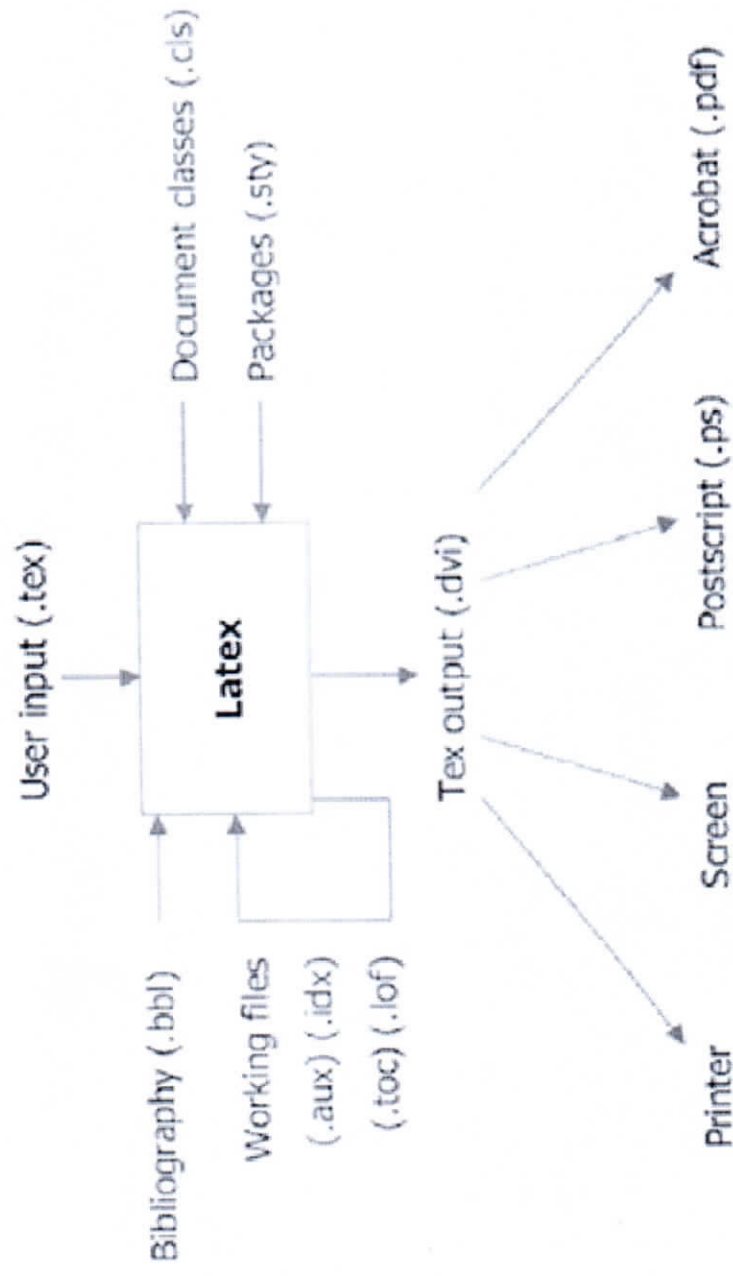 User input (.tex)
Document classes (.cls)
Packages (.sty)
Latex
Bibliography (.bbl)
Working files
(.aux) (.idx)
(.toc) (.lof)
Tex output (.dvi)
Printer
Screen
Postscript (.ps)
Acrobat (.pdf)